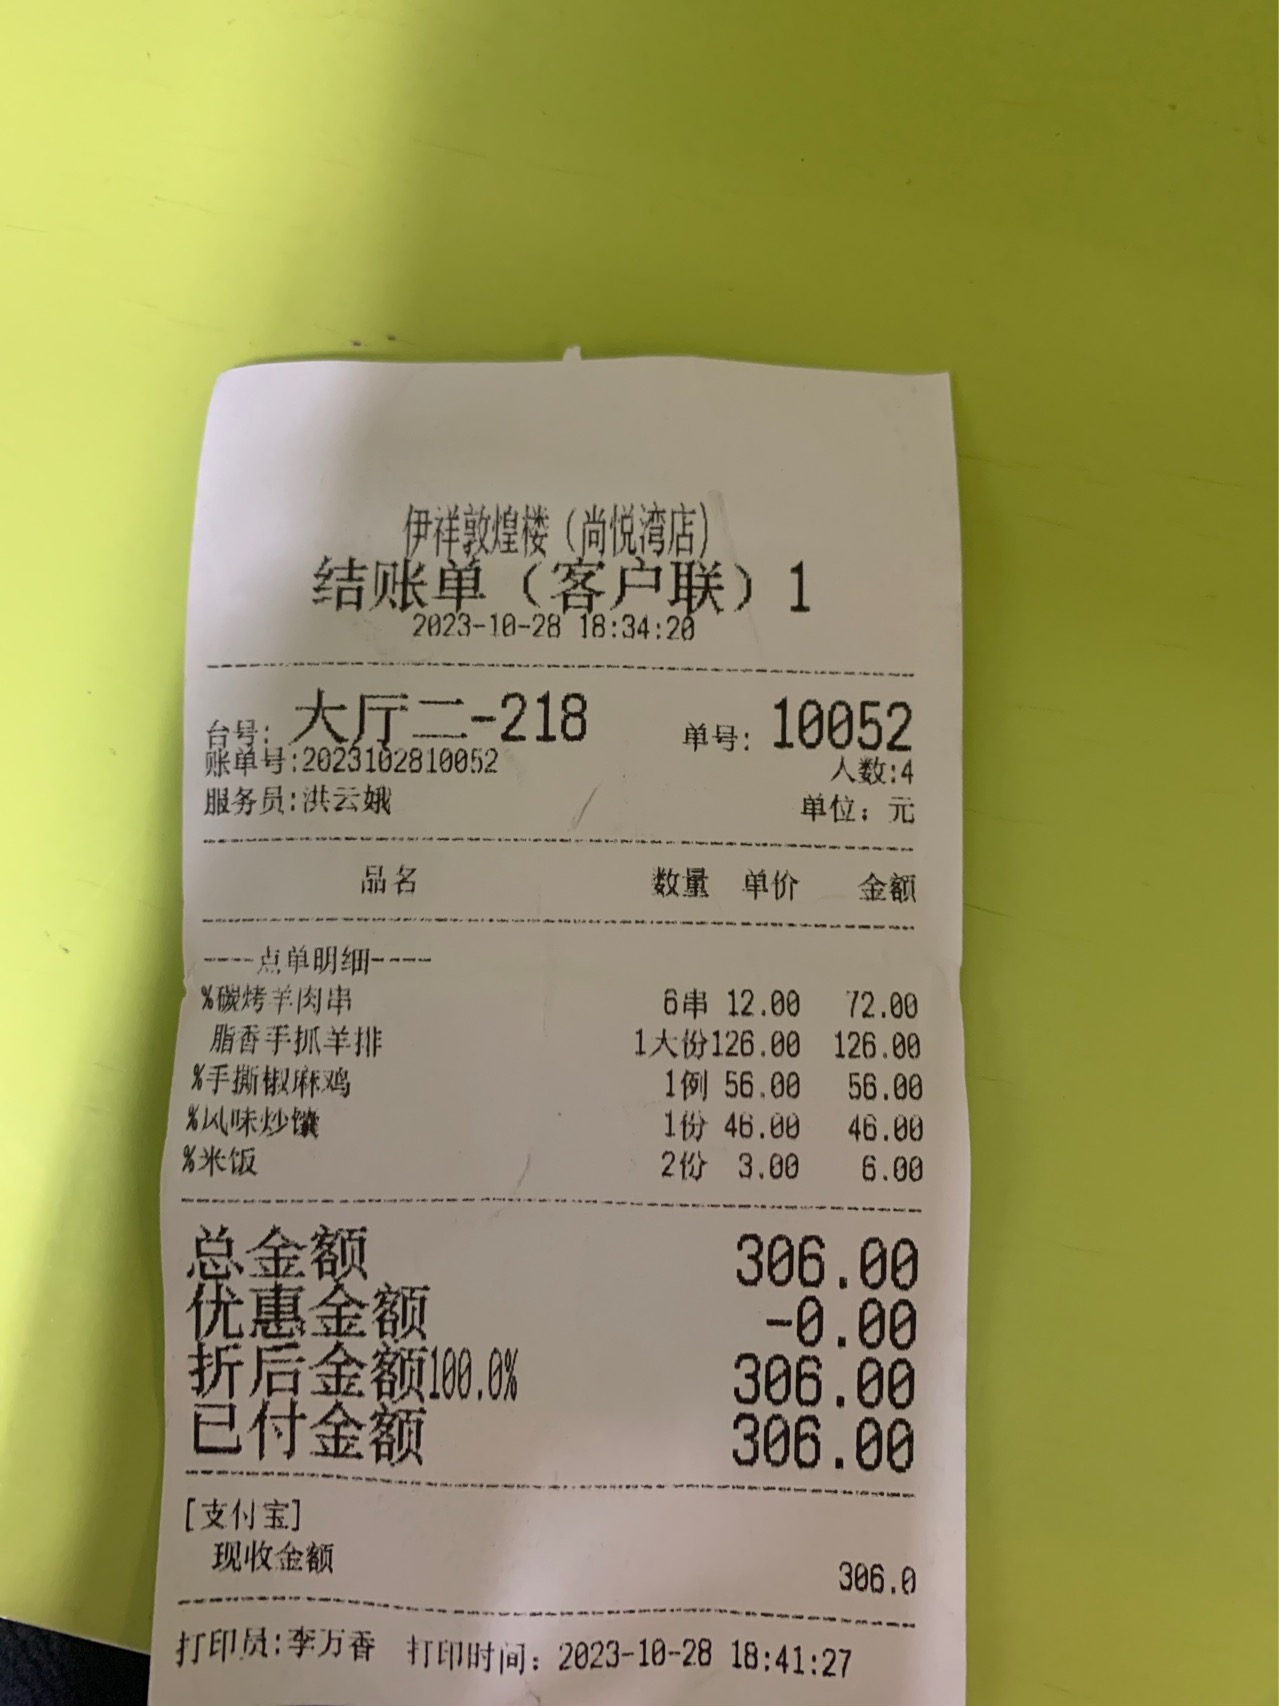 伊祥敦煌楼（尚悦湾店）
结账单（客户联）1
2023-10-28 18:34:20
台号: 大厅二-218 单号: 10052
账单号:2023102810052 人数:4
服务员:洪云娥 单位：元
品名 数量 单价 金额
----点单明细----
%碳烤羊肉串 6串 12.00 72.00
脂香手抓羊排 1大份126.00 126.00
%手撕椒麻鸡 1例 56.00 56.00
%风味炒馕 1份 46.00 46.00
%米饭 2份 3.00 6.00
总金额 306.00
优惠金额 -0.00
折后金额100.0% 306.00
已付金额 306.00
[支付宝]
现收金额 306.0
打印员:李万香 打印时间：2023-10-28 18:41:27